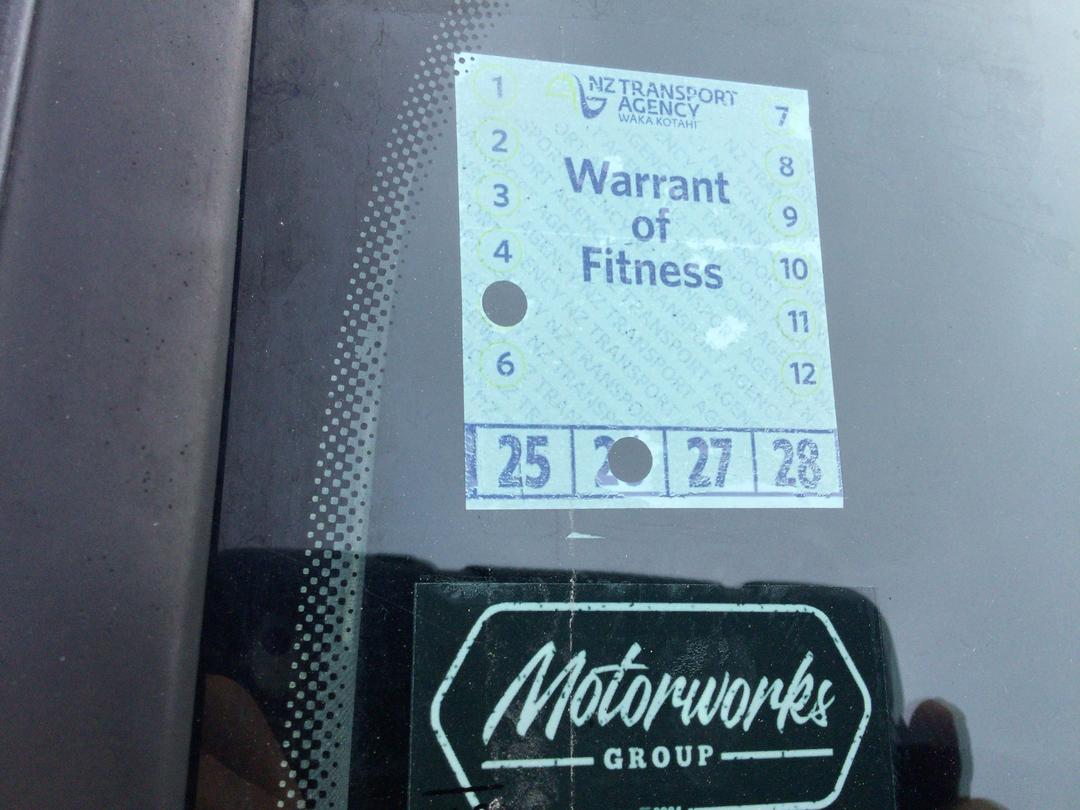 NZ TRANSPORT
AGENCY
WAKA KOTAHI
Warrant
of
Fitness
1
2
3
4
6
7
8
9
10
11
12
25
2
27
28
Motorworks
GROUP